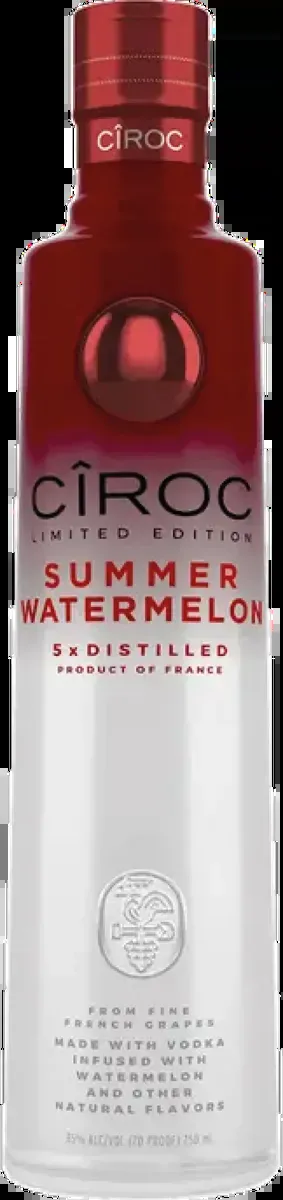 CÎROC
CÎROC
LIMITED EDITION
SUMMER
WATERMELON
5x DISTILLED
PRODUCT OF FRANCE
FROM FINE
FRENCH GRAPES
MADE WITH VODKA
INFUSED WITH
WATERMELON
AND OTHER
NATURAL FLAVORS
35% ALC/VOL (70 PROOF) 750 ml